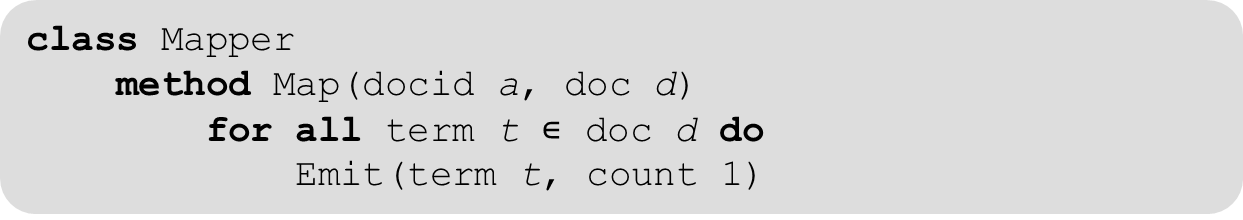 class Mapper
    method Map(docid a, doc d)
        for all term t ∈ doc d do
            Emit(term t, count 1)